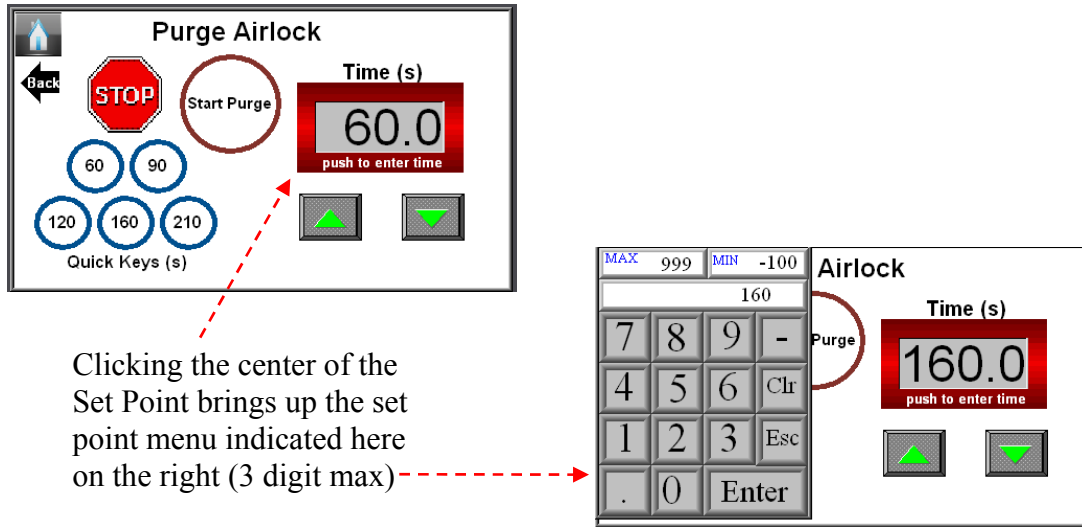 Purge Airlock
Back
STOP
Start Purge
Time (s)
60.0
push to enter time
60
90
120
160
210
Quick Keys (s)
Clicking the center of the
Set Point brings up the set
point menu indicated here
on the right (3 digit max)
MAX 999 MIN -100
160
7 8 9 -
4 5 6 Clr
1 2 3 Esc
. 0 Enter
Airlock
Purge
Time (s)
160.0
push to enter time